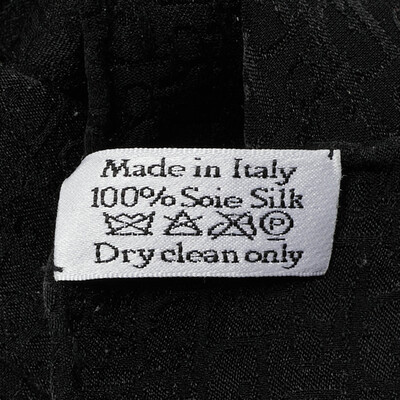 Made in Italy
100% Soie Silk
P
Dry clean only